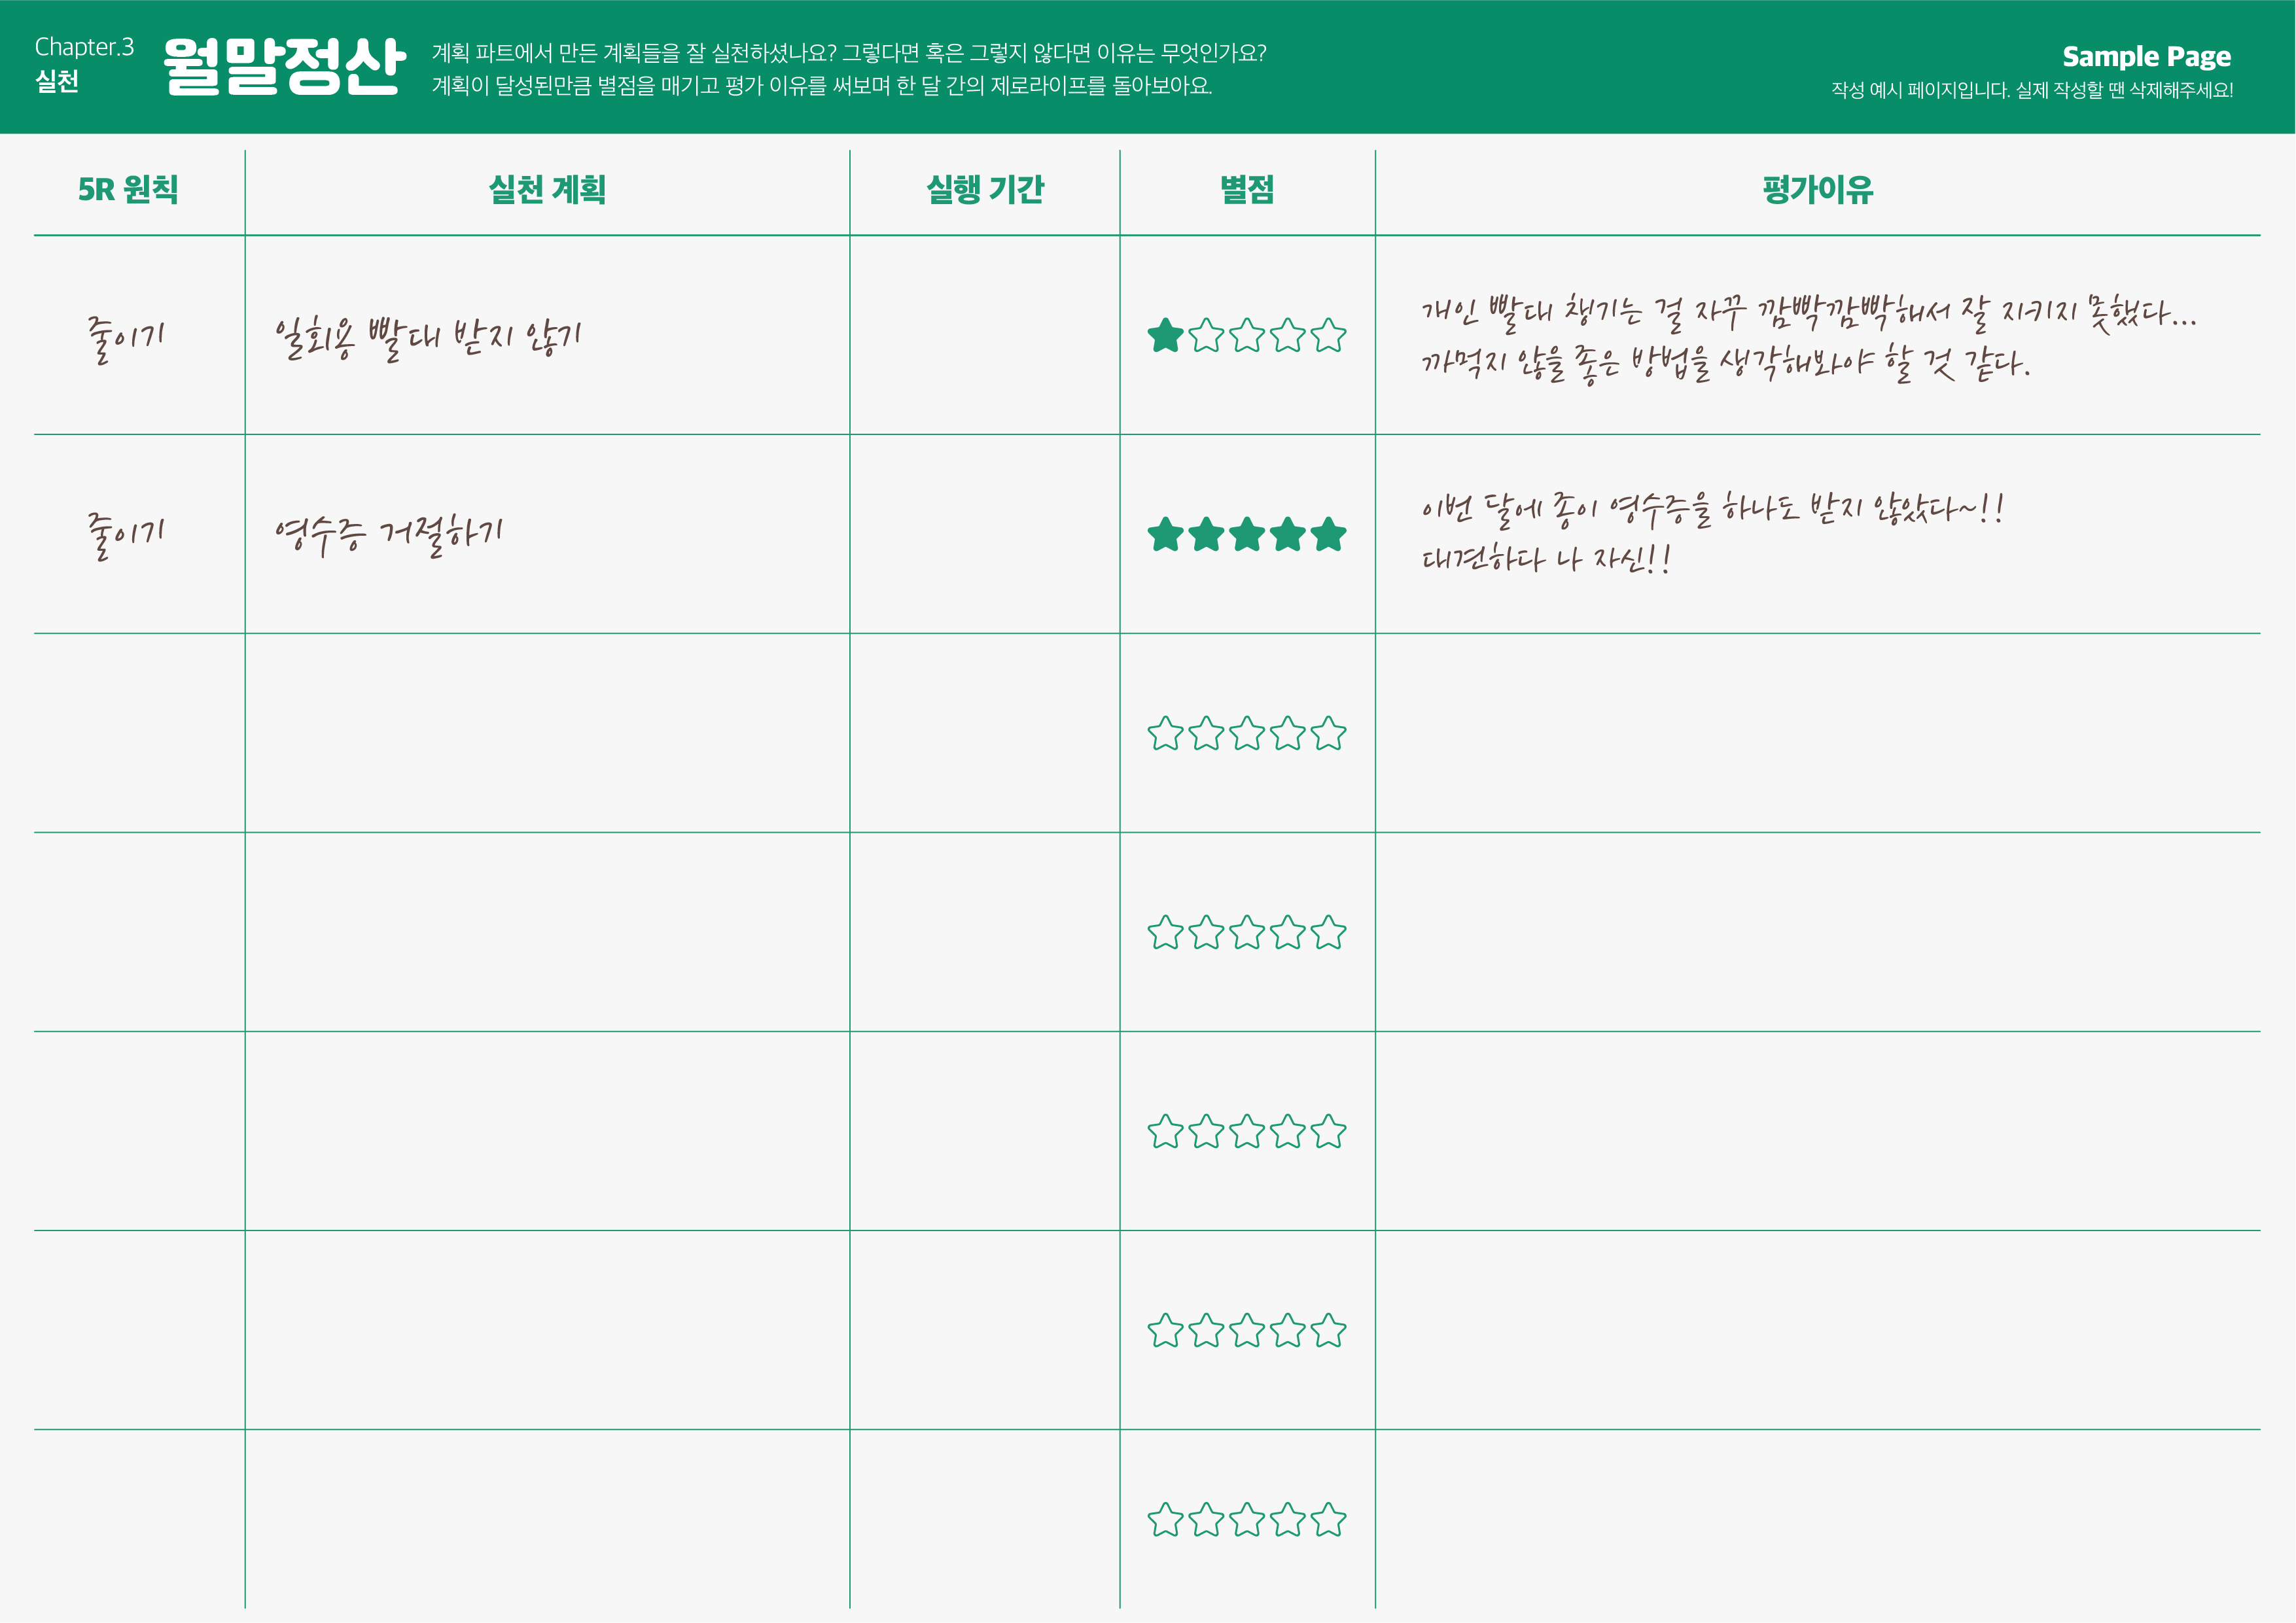 Chapter.3
실천
월말정산
계획 파트에서 만든 계획들을 잘 실천하셨나요? 그렇다면 혹은 그렇지 않다면 이유는 무엇인가요?
계획이 달성된만큼 별점을 매기고 평가 이유를 써보며 한 달 간의 제로라이프를 돌아보아요.
Sample Page
작성 예시 페이지입니다. 실제 작성할 땐 삭제해주세요!
5R 원칙
실천 계획
실행 기간
별점
평가이유
줄이기
일회용 빨대 받지 않기
개인 빨대 챙기는 걸 자꾸 깜빡깜빡해서 잘 지키지 못했다...
까먹지 않을 좋은 방법을 생각해봐야 할 것 같다.
줄이기
영수증 거절하기
이번 달에 종이 영수증을 하나도 받지 않았다~!!
대견하다 나 자신!!